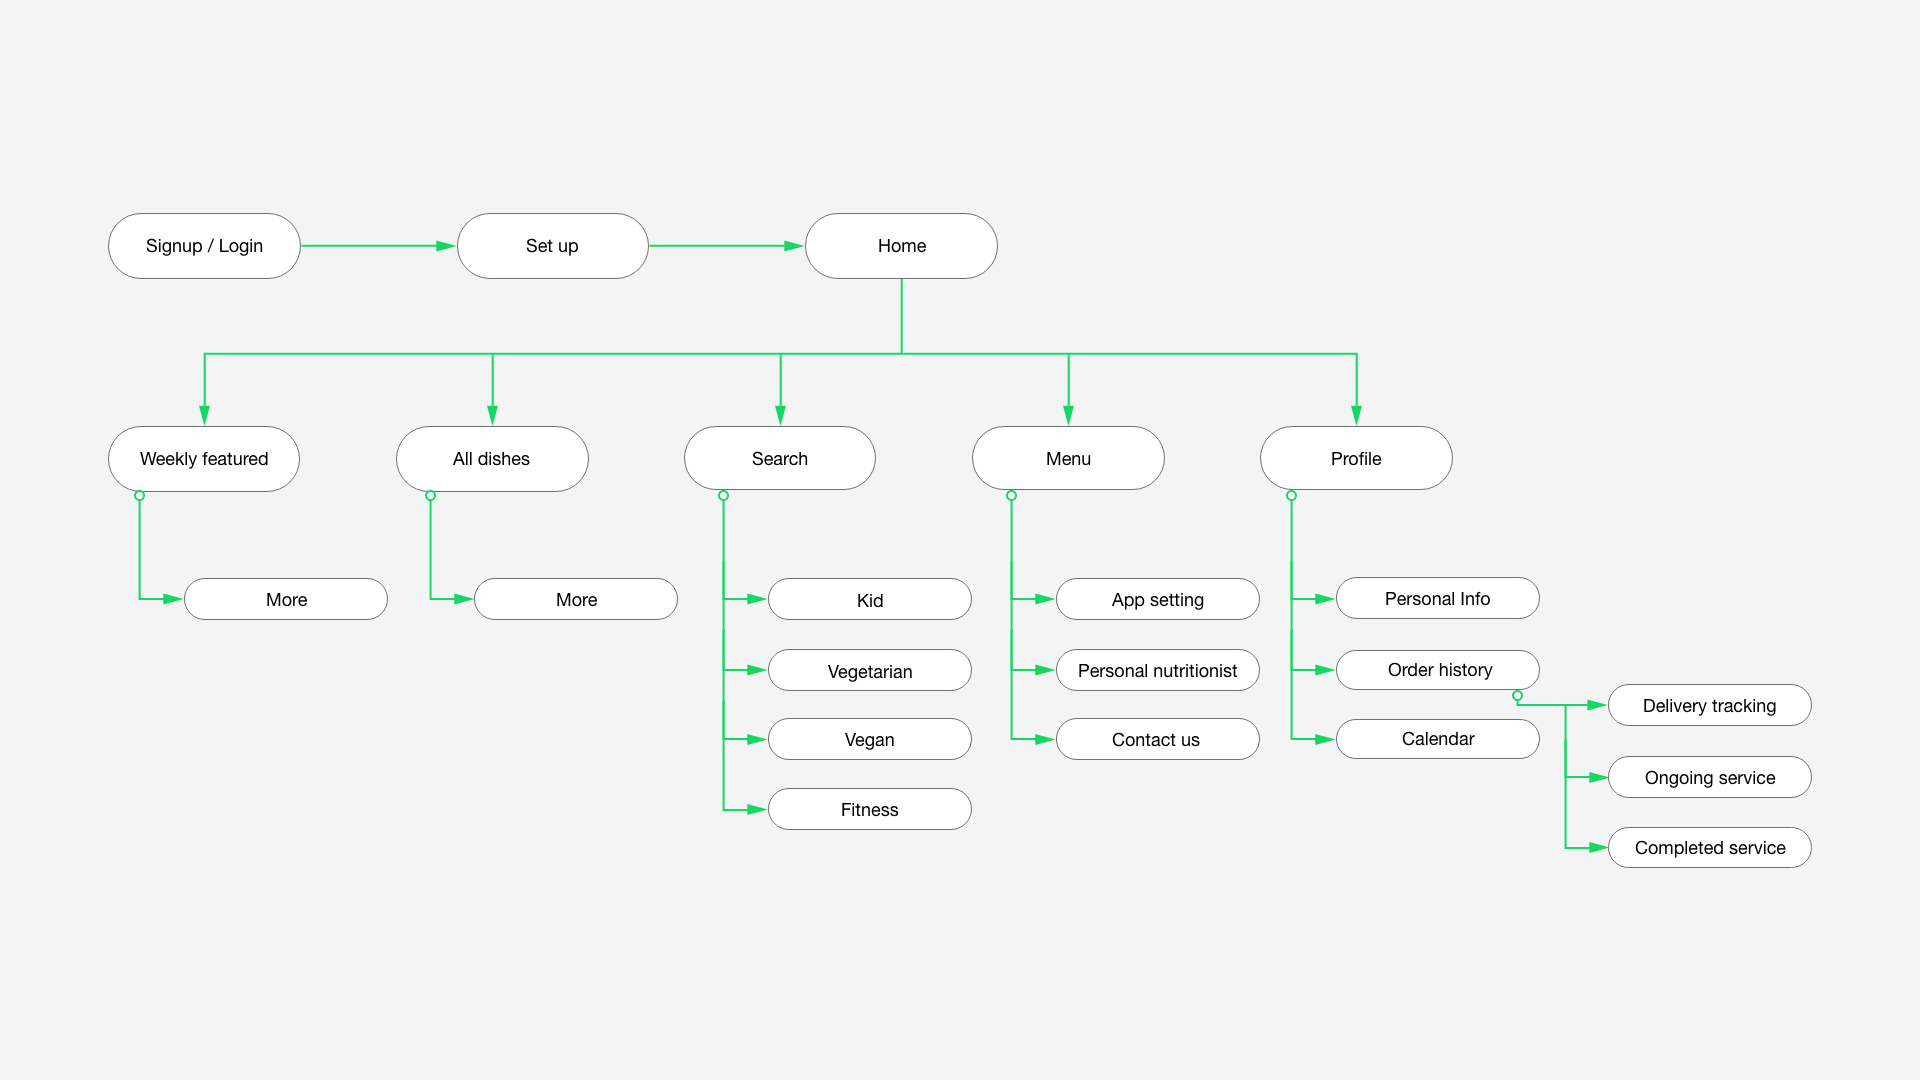 Signup / Login
Set up
Home
Weekly featured
All dishes
Search
Menu
Profile
More
More
Kid
App setting
Personal Info
Vegetarian
Personal nutritionist
Order history
Delivery tracking
Vegan
Contact us
Calendar
Ongoing service
Fitness
Completed service